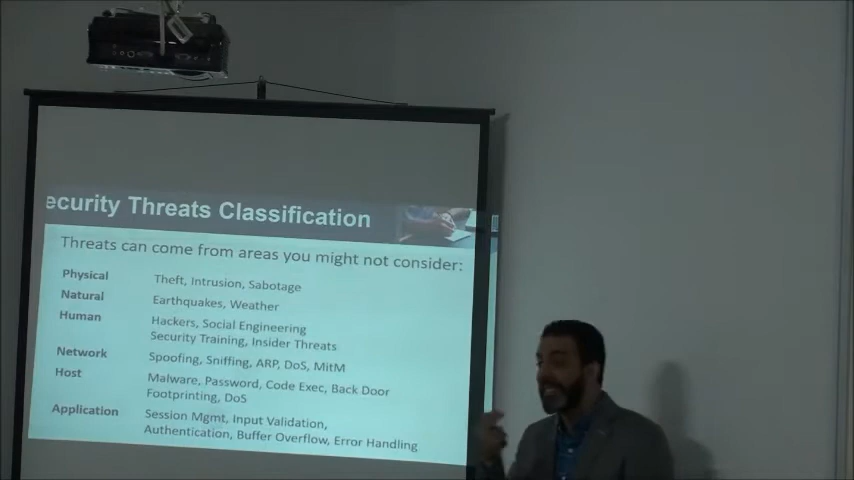 ecurity Threats Classification
Threats can come from areas you might not consider:
Physical Theft, Intrusion, Sabotage
Natural Earthquakes, Weather
Human Hackers, Social Engineering
Security Training, Insider Threats
Network Spoofing, Sniffing, ARP, DoS, MitM
Host Malware, Password, Code Exec, Back Door
Footprinting, DoS
Application Session Mgmt, Input Validation,
Authentication, Buffer Overflow, Error Handling